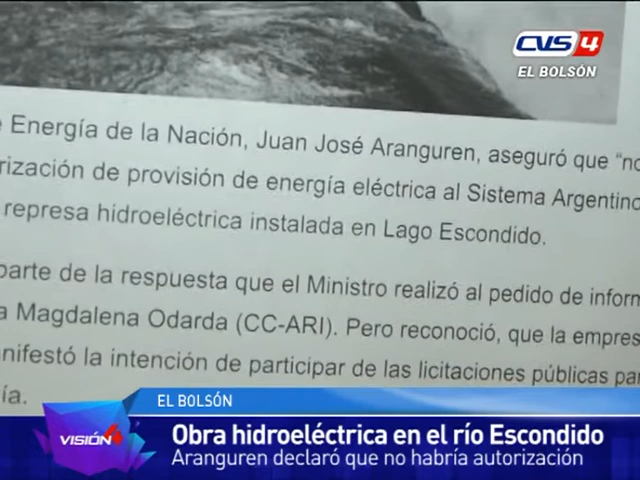 CVS 4
EL BOLSÓN
e Energía de la Nación, Juan José Aranguren, aseguró que "no
rización de provisión de energía eléctrica al Sistema Argentino
represa hidroeléctrica instalada en Lago Escondido.
parte de la respuesta que el Ministro realizó al pedido de inform
a Magdalena Odarda (CC-ARI). Pero reconoció, que la empres
nifestó la intención de participar de las licitaciones públicas par
ía.
EL BOLSÓN
VISIÓN 4
Obra hidroeléctrica en el río Escondido
Aranguren declaró que no habría autorización